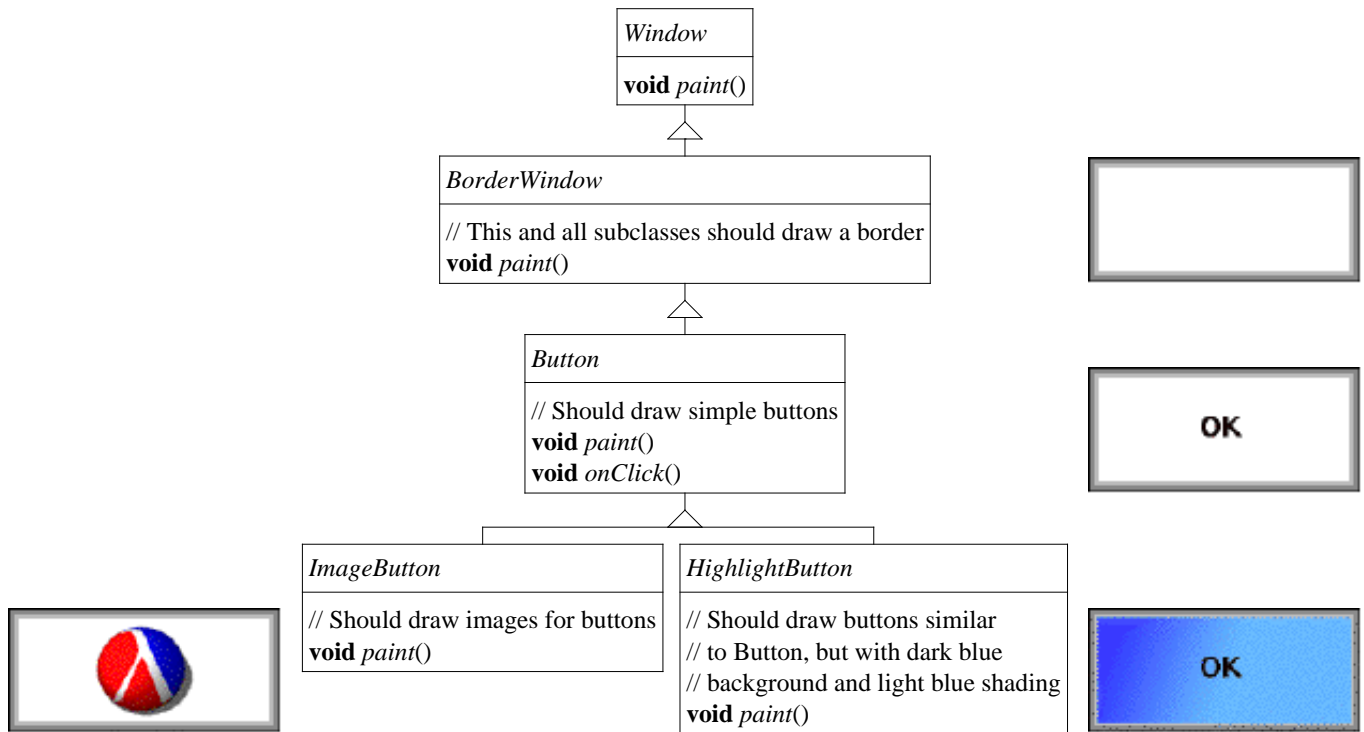 Window
void paint()
BorderWindow
// This and all subclasses should draw a border
void paint()
Button
// Should draw simple buttons
void paint()
void onClick()
OK
ImageButton
// Should draw images for buttons
void paint()
HighlightButton
// Should draw buttons similar
// to Button, but with dark blue
// background and light blue shading
void paint()
OK